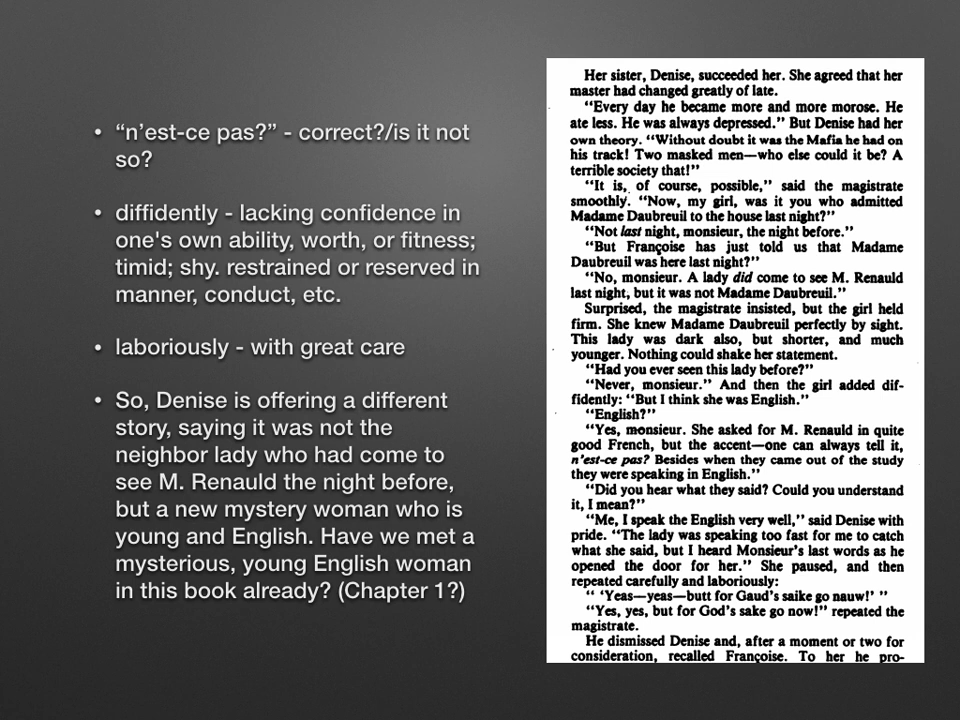 • “n’est-ce pas?” - correct?/is it not
so?
• diffidently - lacking confidence in
one's own ability, worth, or fitness;
timid; shy. restrained or reserved in
manner, conduct, etc.
• laboriously - with great care
• So, Denise is offering a different
story, saying it was not the
neighbor lady who had come to
see M. Renauld the night before,
but a new mystery woman who is
young and English. Have we met a
mysterious, young English woman
in this book already? (Chapter 1?)
Her sister, Denise, succeeded her. She agreed that her
master had changed greatly of late.
“Every day he became more and more morose. He
ate less. He was always depressed.” But Denise had her
own theory. “Without doubt it was the Mafia he had on
his track! Two masked men—who else could it be? A
terrible society that!”
“It is, of course, possible,” said the magistrate
smoothly. “Now, my girl, was it you who admitted
Madame Daubreuil to the house last night?”
“Not last night, monsieur, the night before.”
“But Françoise has just told us that Madame
Daubreuil was here last night?”
“No, monsieur. A lady did come to see M. Renauld
last night, but it was not Madame Daubreuil.”
Surprised, the magistrate insisted, but the girl held
firm. She knew Madame Daubreuil perfectly by sight.
This lady was dark also, but shorter, and much
younger. Nothing could shake her statement.
“Had you ever seen this lady before?”
“Never, monsieur.” And then the girl added dif-
fidently: “But I think she was English.”
“English?”
“Yes, monsieur. She asked for M. Renauld in quite
good French, but the accent—one can always tell it,
n’est-ce pas? Besides when they came out of the study
they were speaking in English.”
“Did you hear what they said? Could you understand
it, I mean?”
“Me, I speak the English very well,” said Denise with
pride. “The lady was speaking too fast for me to catch
what she said, but I heard Monsieur’s last words as he
opened the door for her.” She paused, and then
repeated carefully and laboriously:
“ ‘Yeas—yeas—butt for Gaud’s saike go nauw!’ ”
“Yes, yes, but for God’s sake go now!” repeated the
magistrate.
He dismissed Denise and, after a moment or two for
consideration, recalled Françoise. To her he pro-